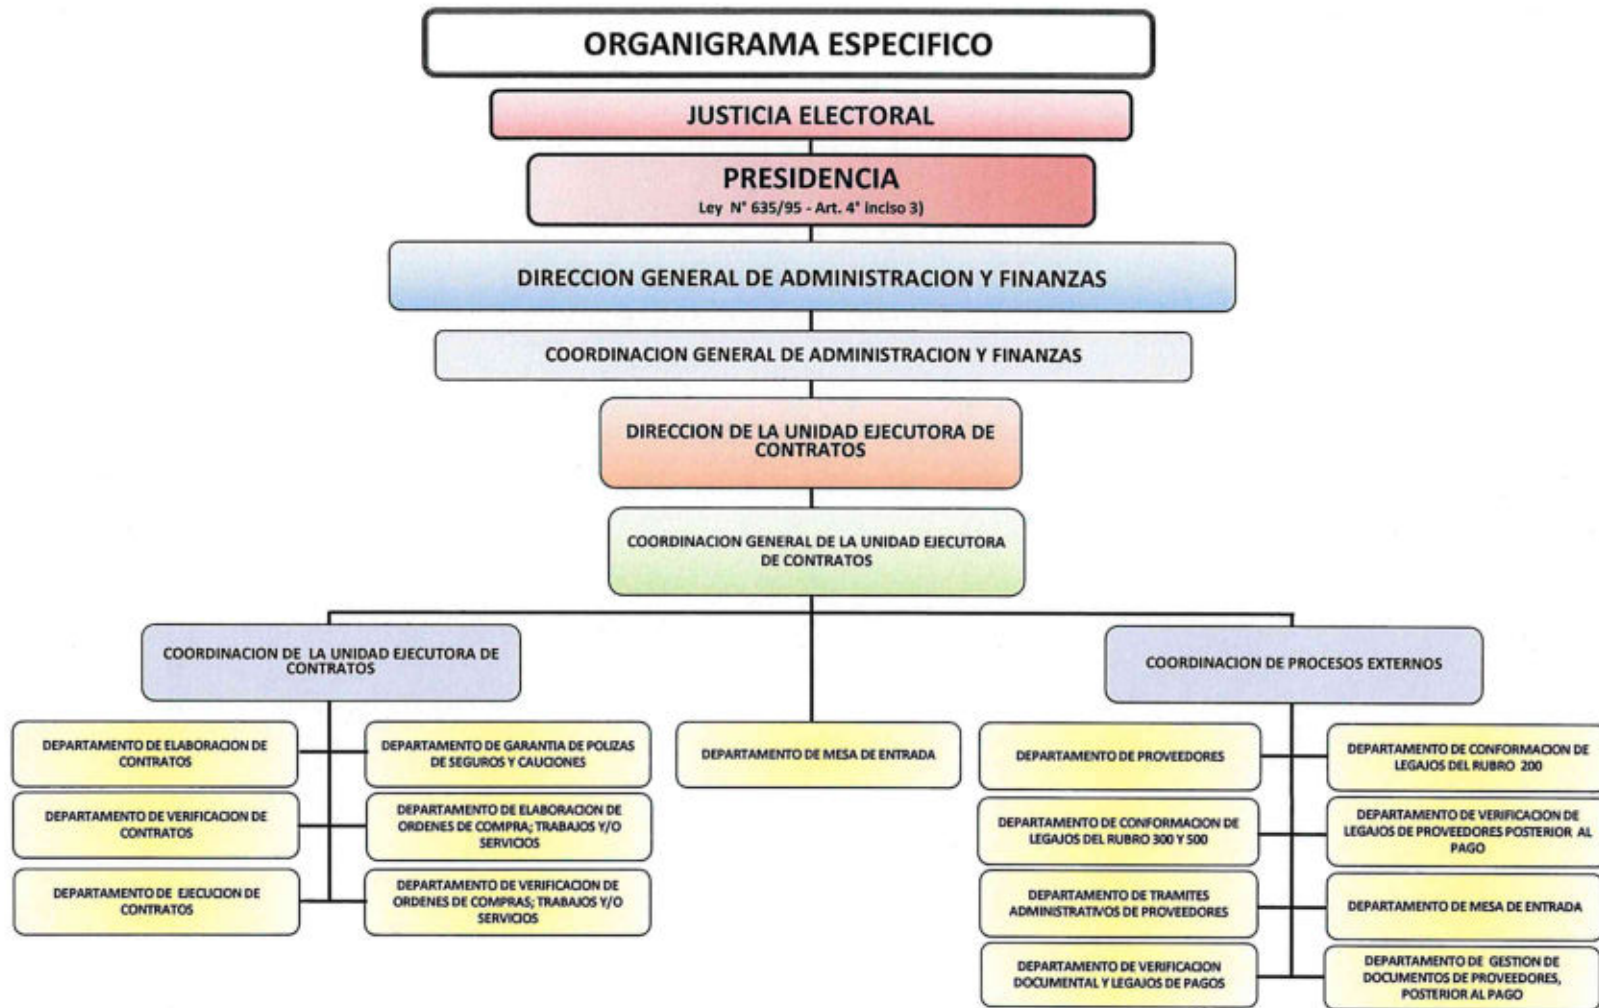 ORGANIGRAMA ESPECIFICO
JUSTICIA ELECTORAL
PRESIDENCIA
Ley N° 635/95 - Art. 4° inciso 3)
DIRECCION GENERAL DE ADMINISTRACION Y FINANZAS
COORDINACION GENERAL DE ADMINISTRACION Y FINANZAS
DIRECCION DE LA UNIDAD EJECUTORA DE
CONTRATOS
COORDINACION GENERAL DE LA UNIDAD EJECUTORA
DE CONTRATOS
COORDINACION DE LA UNIDAD EJECUTORA DE
CONTRATOS
DEPARTAMENTO DE ELABORACION DE
CONTRATOS
DEPARTAMENTO DE GARANTIA DE POLIZAS
DE SEGUROS Y CAUCIONES
DEPARTAMENTO DE VERIFICACION DE
CONTRATOS
DEPARTAMENTO DE ELABORACION DE
ORDENES DE COMPRA; TRABAJOS Y/O
SERVICIOS
DEPARTAMENTO DE EJECUCION DE
CONTRATOS
DEPARTAMENTO DE VERIFICACION DE
ORDENES DE COMPRAS; TRABAJOS Y/O
SERVICIOS
DEPARTAMENTO DE MESA DE ENTRADA
COORDINACION DE PROCESOS EXTERNOS
DEPARTAMENTO DE PROVEEDORES
DEPARTAMENTO DE CONFORMACION DE
LEGAJOS DEL RUBRO 200
DEPARTAMENTO DE CONFORMACION DE
LEGAJOS DEL RUBRO 300 Y 500
DEPARTAMENTO DE VERIFICACION DE
LEGAJOS DE PROVEEDORES POSTERIOR AL
PAGO
DEPARTAMENTO DE TRAMITES
ADMINISTRATIVOS DE PROVEEDORES
DEPARTAMENTO DE MESA DE ENTRADA
DEPARTAMENTO DE VERIFICACION
DOCUMENTAL Y LEGAJOS DE PAGOS
DEPARTAMENTO DE GESTION DE
DOCUMENTOS DE PROVEEDORES,
POSTERIOR AL PAGO